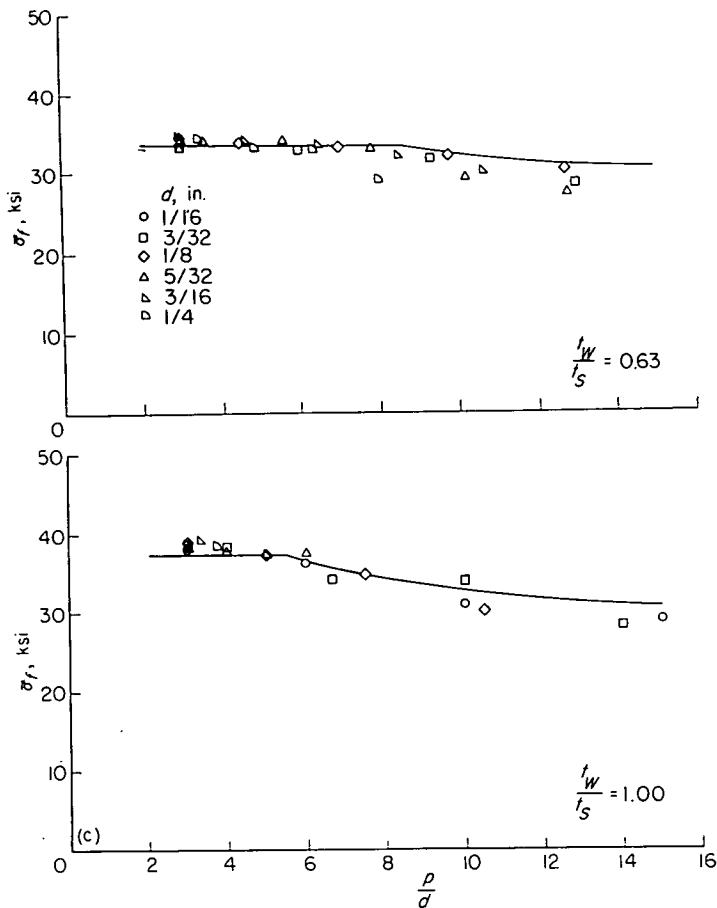 50
40
30
20
10
0
σ̄f, ksi
d, in.
○ 1/16
□ 3/32
◇ 1/8
△ 5/32
◺ 3/16
D 1/4
tW/tS = 0.63
50
40
30
20
10
0
σ̄f, ksi
tW/tS = 1.00
(c)
2 4 6 8 10 12 14 16
p/d